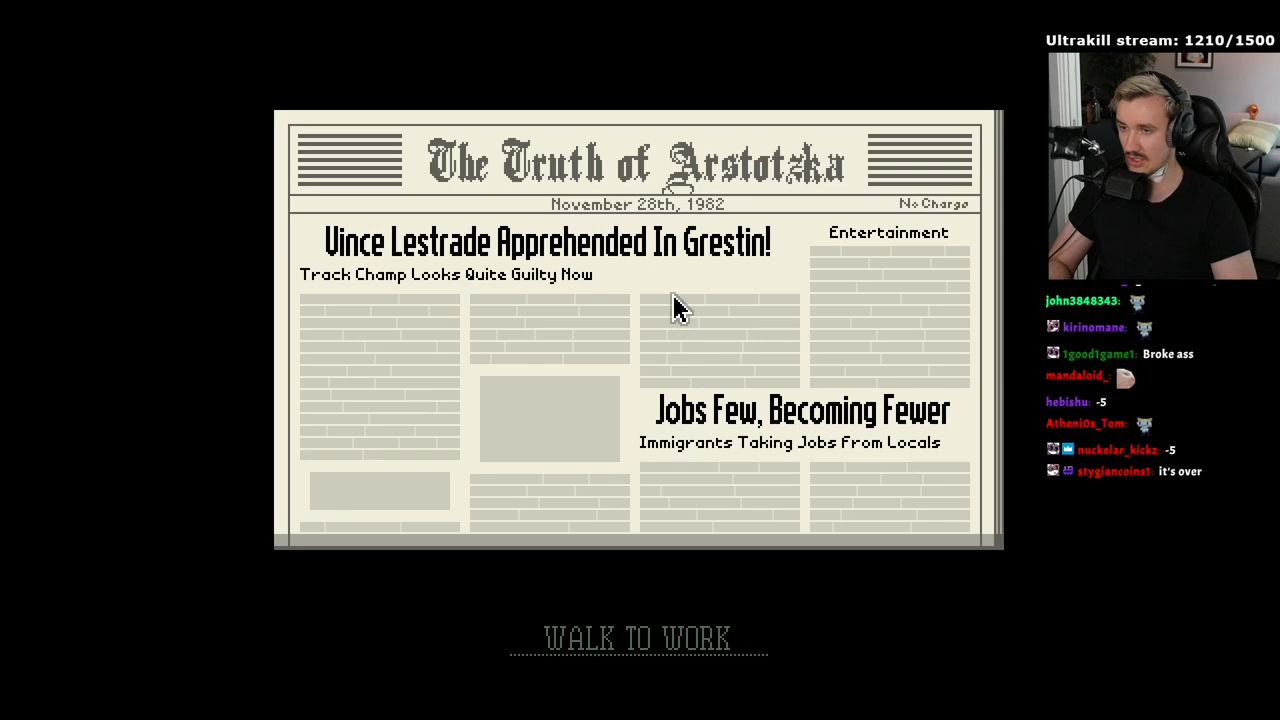 Ultrakill stream: 1210/1500
The Truth of Arstotzka
November 28th, 1982
No Charge
Vince Lestrade Apprehended In Grestin!
Track Champ Looks Quite Guilty Now
Entertainment
Jobs Few, Becoming Fewer
Immigrants Taking Jobs From Locals
WALK TO WORK
john3848343:
kirinomane:
1good1game1: Broke ass
mandaloid_:
hebishu: -5
Atheni0s_Tom:
nuckelar_kickz: -5
stygiancoins1: it's over